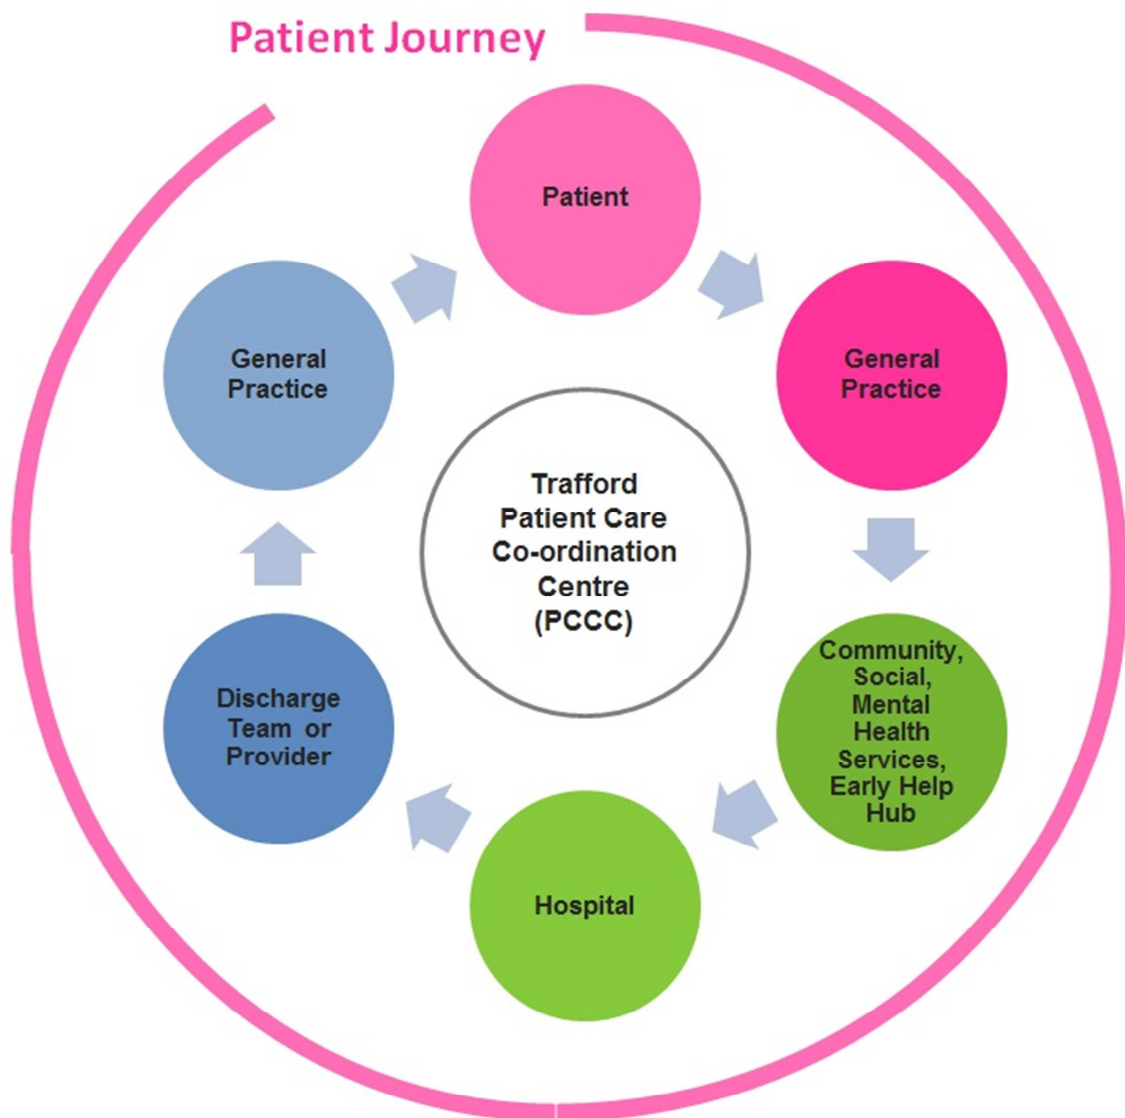 Patient Journey
Patient
General
Practice
Community,
Social,
Mental
Health
Services,
Early Help
Hub
Hospital
Discharge
Team or
Provider
General
Practice
Trafford
Patient Care
Co-ordination
Centre
(PCCC)